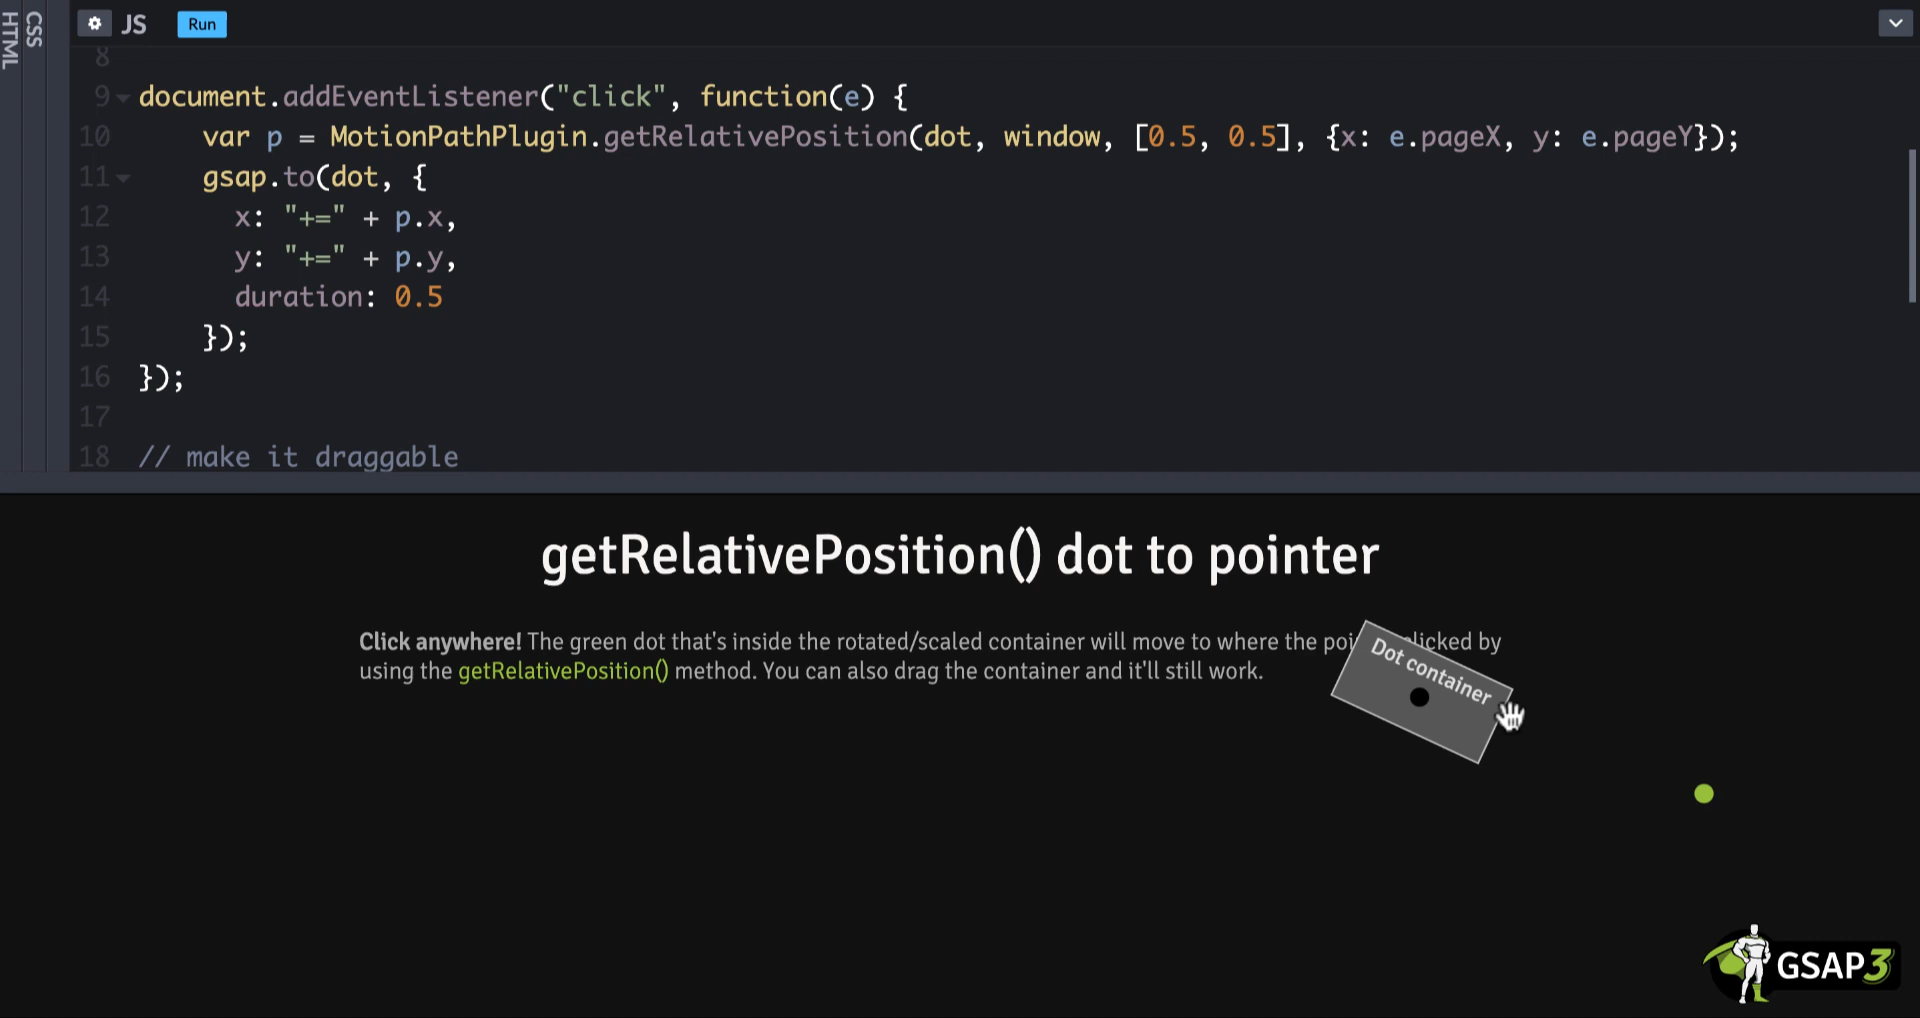 HTML
CSS
JS
Run
8
9 document.addEventListener("click", function(e) {
10 var p = MotionPathPlugin.getRelativePosition(dot, window, [0.5, 0.5], {x: e.pageX, y: e.pageY});
11 gsap.to(dot, {
12 x: "+=" + p.x,
13 y: "+=" + p.y,
14 duration: 0.5
15 });
16 });
17
18 // make it draggable
getRelativePosition() dot to pointer
Click anywhere! The green dot that's inside the rotated/scaled container will move to where the poi licked by
using the getRelativePosition() method. You can also drag the container and it'll still work.
Dot container
GSAP3